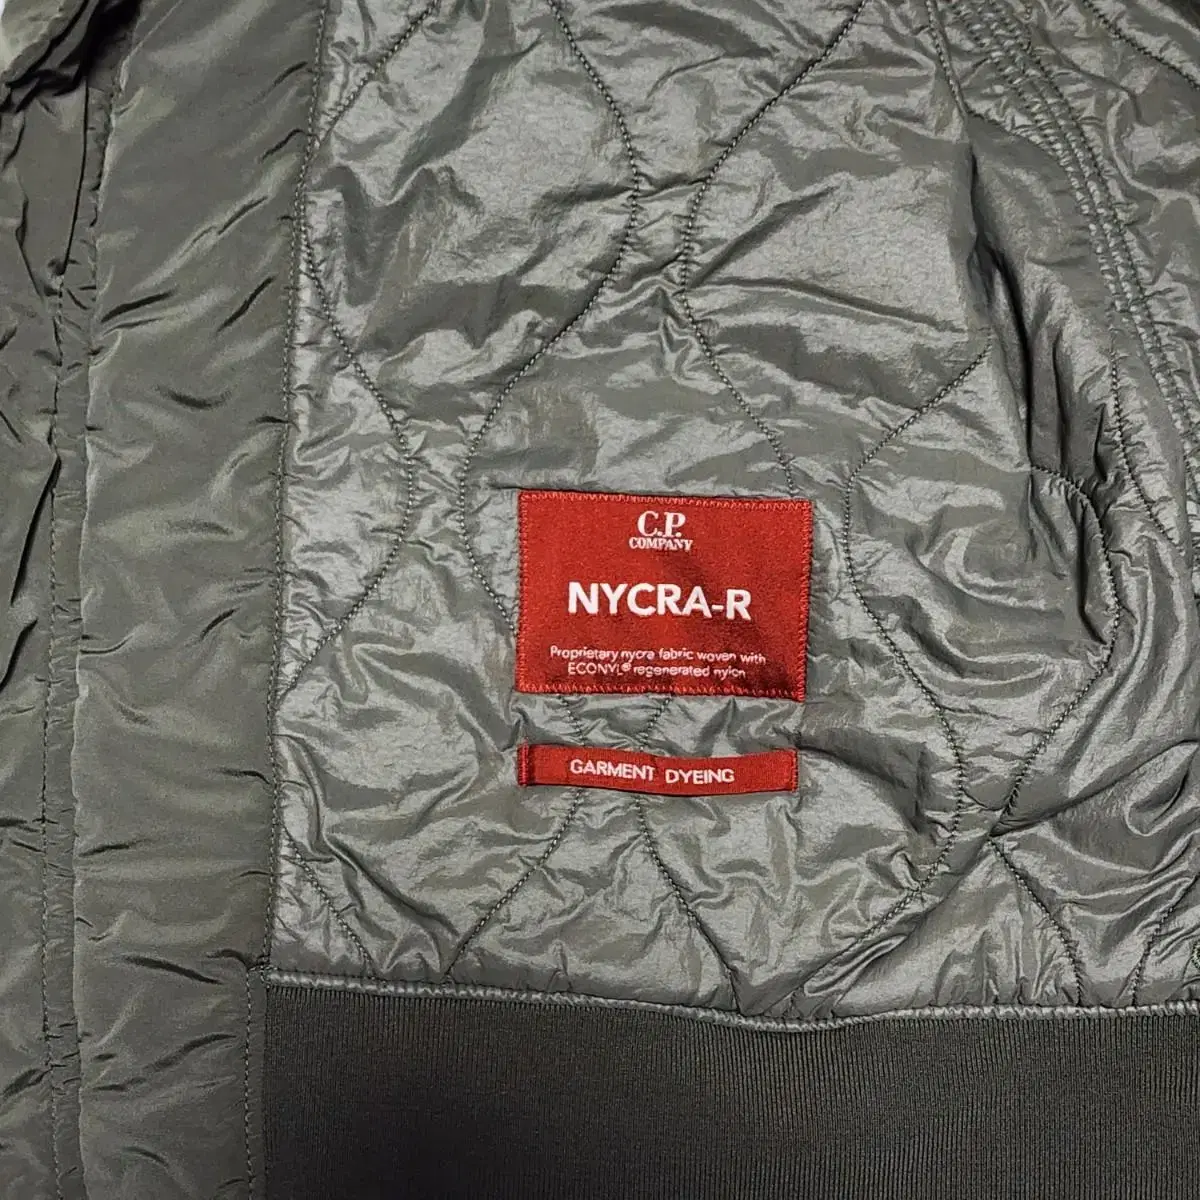 C.P.
COMPANY
NYCRA-R
Proprietary nycra fabric woven with
ECONYL® regenerated nylon
GARMENT DYEING